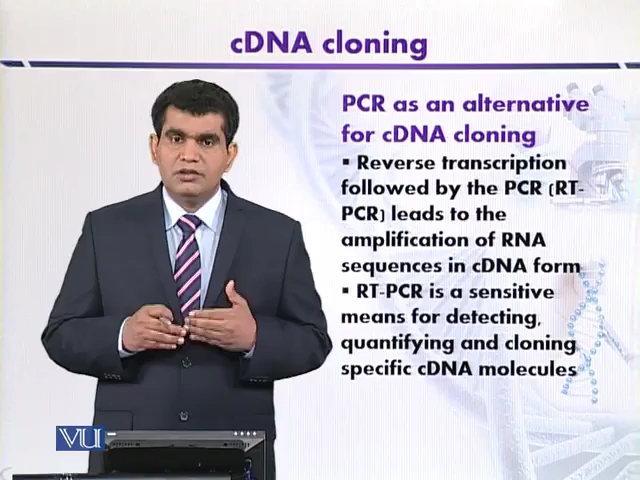 cDNA cloning
PCR as an alternative
for cDNA cloning
▪ Reverse transcription
followed by the PCR (RT-
PCR) leads to the
amplification of RNA
sequences in cDNA form
▪ RT-PCR is a sensitive
means for detecting,
quantifying and cloning
specific cDNA molecules
VU